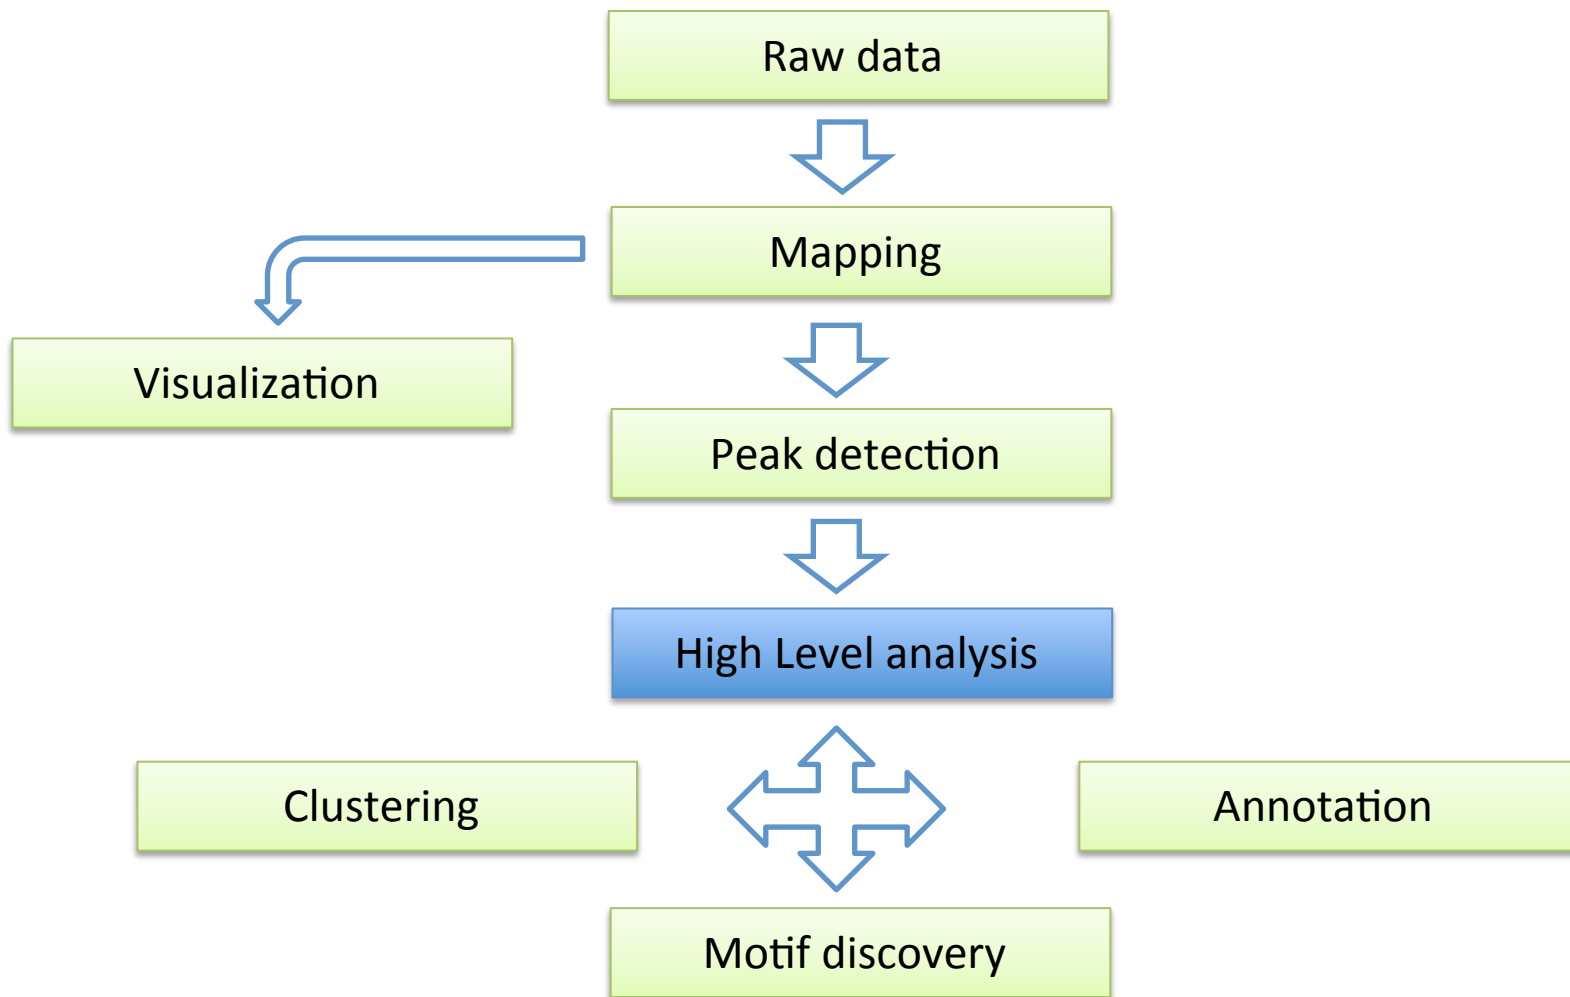 Raw data
Mapping
Visualization
Peak detection
High Level analysis
Clustering
Annotation
Motif discovery